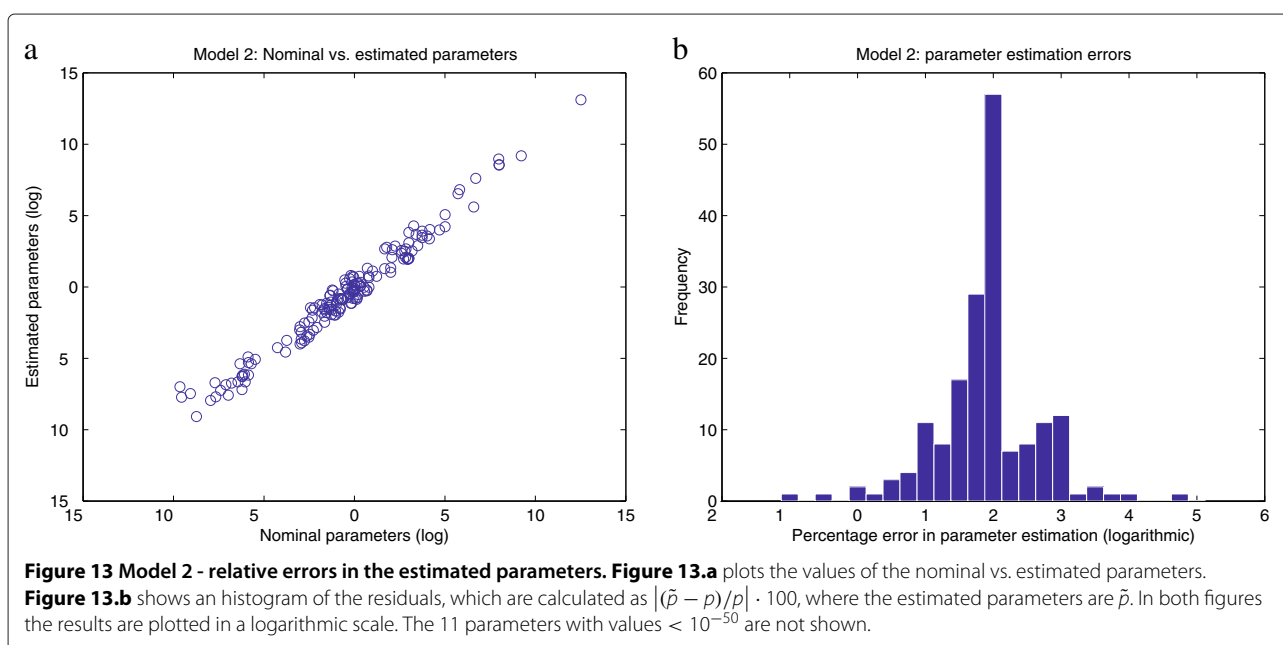 a
Model 2: Nominal vs. estimated parameters
15
10
5
0
5
10
15
Estimated parameters (log)
15
10
5
0
5
10
15
Nominal parameters (log)
b
Model 2: parameter estimation errors
60
50
40
30
20
10
0
Frequency
2
1
0
1
2
3
4
5
6
Percentage error in parameter estimation (logarithmic)
Figure 13 Model 2 - relative errors in the estimated parameters. Figure 13.a plots the values of the nominal vs. estimated parameters.
Figure 13.b shows an histogram of the residuals, which are calculated as |(p̃ − p)/p| · 100, where the estimated parameters are p̃. In both figures
the results are plotted in a logarithmic scale. The 11 parameters with values < 10⁻⁵⁰ are not shown.